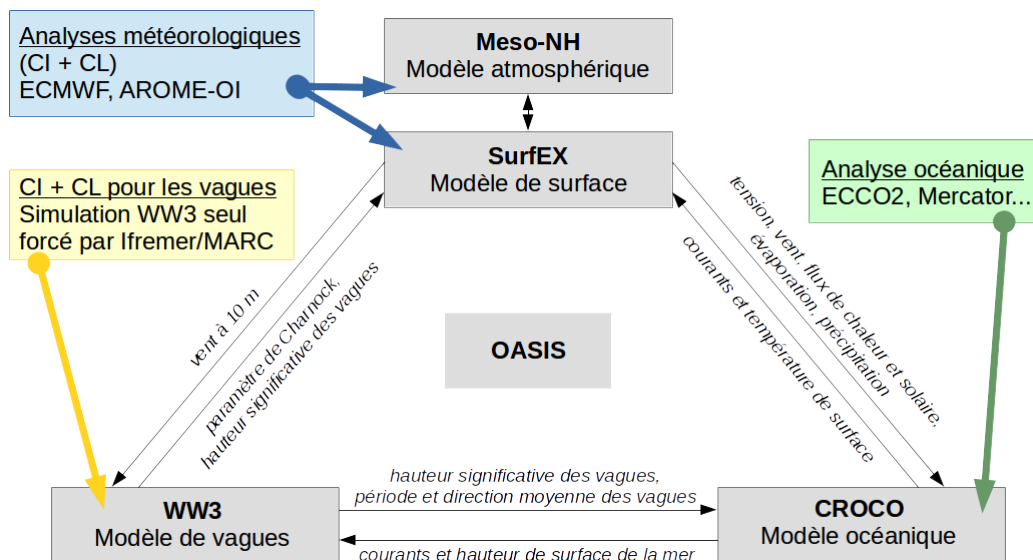 Analyses météorologiques
(CI + CL)
ECMWF, AROME-OI
Meso-NH
Modèle atmosphérique
SurfEX
Modèle de surface
CI + CL pour les vagues
Simulation WW3 seul
forcé par Ifremer/MARC
Analyse océanique
ECCO2, Mercator...
vent à 10 m
paramètre de Charnock,
hauteur significative des vagues
tension, vent, flux de chaleur et solaire,
évaporation, précipitation
courants et température de surface
OASIS
hauteur significative des vagues,
période et direction moyenne des vagues
WW3
Modèle de vagues
CROCO
Modèle océanique
courants et hauteur de surface de la mer